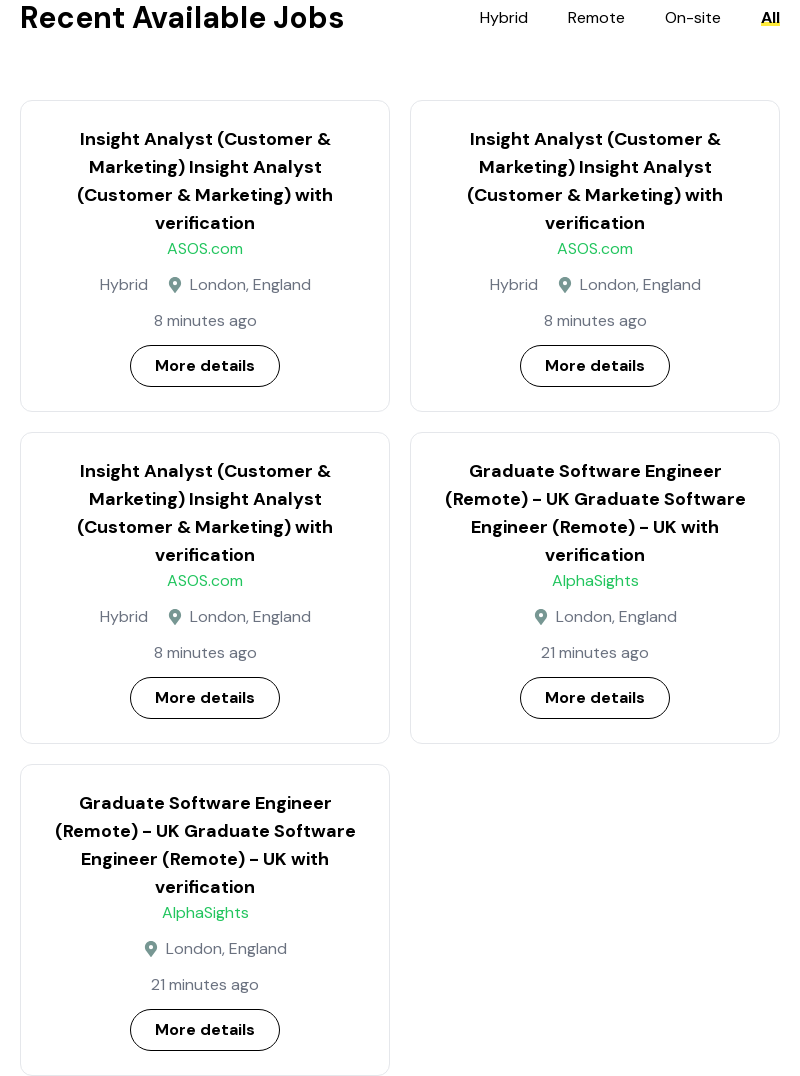 Recent Available Jobs
Hybrid Remote On-site All
Insight Analyst (Customer &
Marketing) Insight Analyst
(Customer & Marketing) with
verification
ASOS.com
Hybrid London, England
8 minutes ago
More details
Insight Analyst (Customer &
Marketing) Insight Analyst
(Customer & Marketing) with
verification
ASOS.com
Hybrid London, England
8 minutes ago
More details
Insight Analyst (Customer &
Marketing) Insight Analyst
(Customer & Marketing) with
verification
ASOS.com
Hybrid London, England
8 minutes ago
More details
Graduate Software Engineer
(Remote) – UK Graduate Software
Engineer (Remote) – UK with
verification
AlphaSights
London, England
21 minutes ago
More details
Graduate Software Engineer
(Remote) – UK Graduate Software
Engineer (Remote) – UK with
verification
AlphaSights
London, England
21 minutes ago
More details